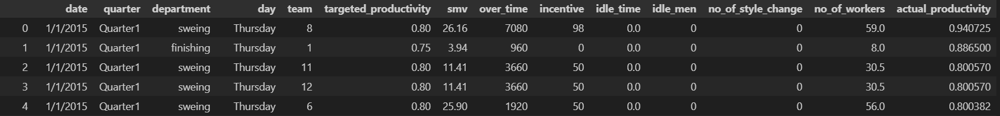 date quarter department day team targeted_productivity smv over_time incentive idle_time idle_men no_of_style_change no_of_workers actual_productivity
0 1/1/2015 Quarter1 sweing Thursday 8 0.80 26.16 7080 98 0.0 0 0 59.0 0.940725
1 1/1/2015 Quarter1 finishing Thursday 1 0.75 3.94 960 0 0.0 0 0 8.0 0.886500
2 1/1/2015 Quarter1 sweing Thursday 11 0.80 11.41 3660 50 0.0 0 0 30.5 0.800570
3 1/1/2015 Quarter1 sweing Thursday 12 0.80 11.41 3660 50 0.0 0 0 30.5 0.800570
4 1/1/2015 Quarter1 sweing Thursday 6 0.80 25.90 1920 50 0.0 0 0 56.0 0.800382